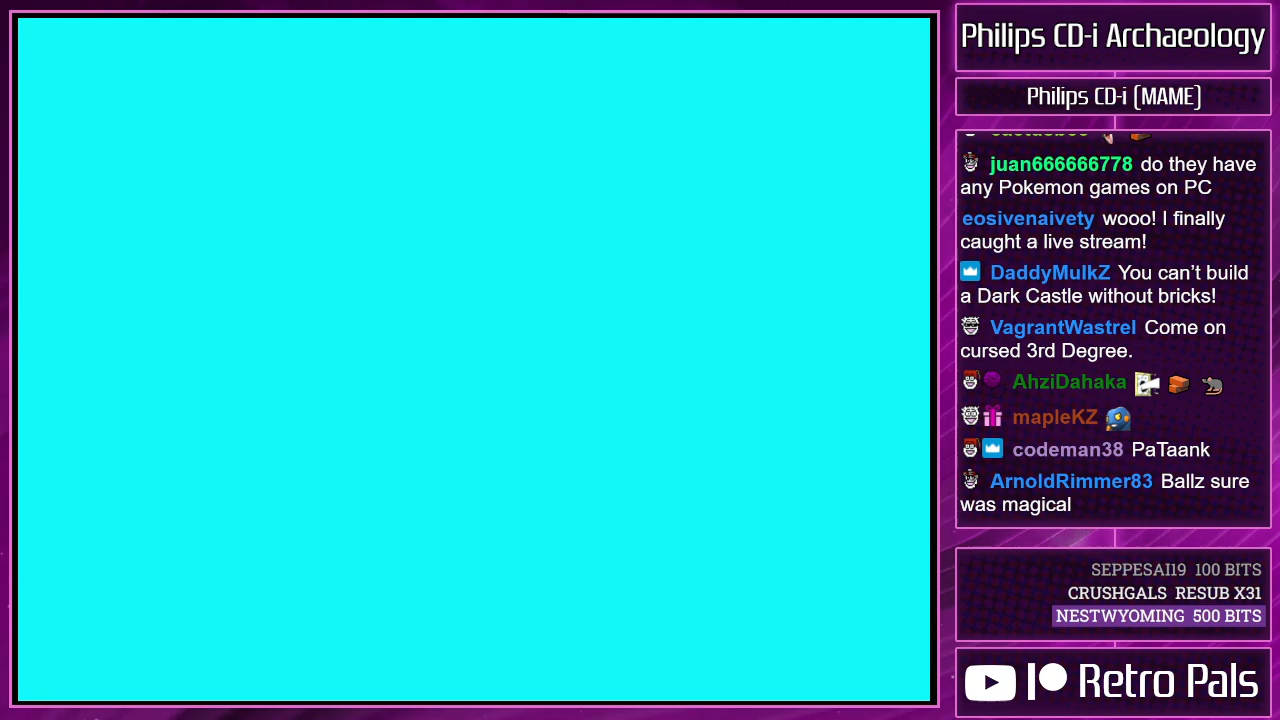 Philips CD-i Archaeology
Philips CD-i [MAME]
juan666666778 do they have
any Pokemon games on PC
eosivenaivety wooo! I finally
caught a live stream!
DaddyMulkZ You can’t build
a Dark Castle without bricks!
VagrantWastrel Come on
cursed 3rd Degree.
AhziDahaka
mapleKZ
codeman38 PaTaank
ArnoldRimmer83 Ballz sure
was magical
SEPPESAI19 100 BITS
CRUSHGALS RESUB X31
NESTWYOMING 500 BITS
Retro Pals